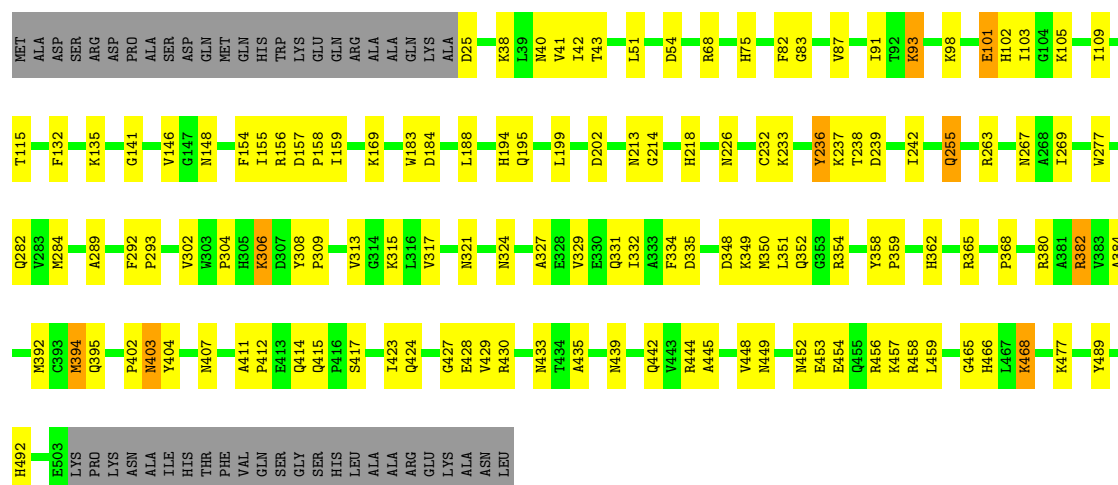 MET ALA ASP SER ARG ASP PRO ALA SER ASP GLN MET GLN HIS TRP LYS GLU GLN ARG ALA ALA GLN LYS ALA D25 K38 L39 N40 V41 I42 T43 L51 D54 R68 H75 F82 G83 V87 I91 T92 K93 K98 E101 H102 I103 G104 K105 I109
T115 F132 K135 G141 V146 G147 N148 F154 I155 R156 D157 P158 I159 K169 W183 D184 L188 H194 Q195 L199 D202 N213 G214 H218 N226 C232 K233 Y236 K237 T238 D239 I242 Q255 R263 N267 A268 I269 W277
Q282 V283 M284 A289 F292 P293 V302 W303 P304 H305 K306 D307 Y308 P309 V313 G314 K315 L316 V317 N321 N324 A327 E328 V329 E330 Q331 I332 A333 F334 D335 D348 K349 M350 L351 Q352 G353 R354 Y358 P359 H362 R365 P368 R380 A381 R382 V383 A384
M392 C393 M394 Q395 P402 N403 Y404 N407 A411 P412 E413 Q414 Q415 P416 S417 I423 Q424 G427 E428 V429 R430 N433 T434 A435 N439 Q442 V443 R444 A445 V448 N449 N452 E453 E454 Q455 R456 K457 R458 L459 G465 H466 L467 K468 K477 Y489
H492 E503 LYS PRO LYS ASN ALA ILE HIS THR PHE VAL GLN SER GLY SER HIS LEU ALA ALA ARG GLU LYS ALA ASN LEU